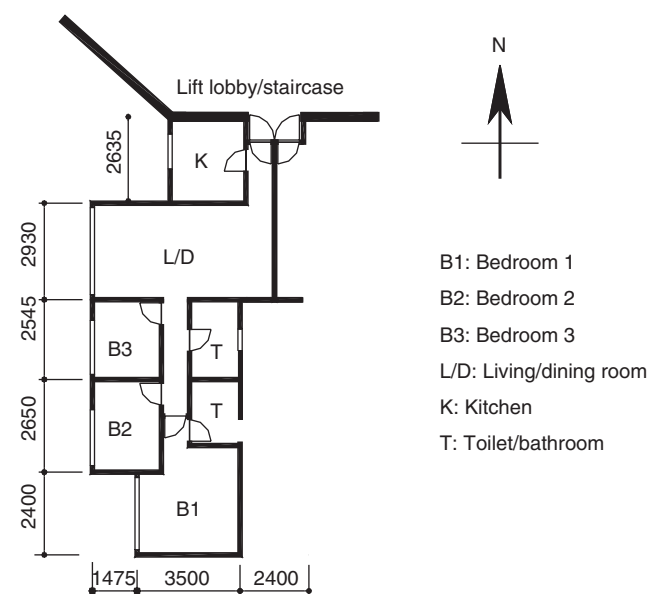 N
Lift lobby/staircase
2635
K
2930
L/D
B1: Bedroom 1
B2: Bedroom 2
B3: Bedroom 3
L/D: Living/dining room
K: Kitchen
T: Toilet/bathroom
2545
B3
T
2650
B2
T
2400
B1
1475 3500 2400